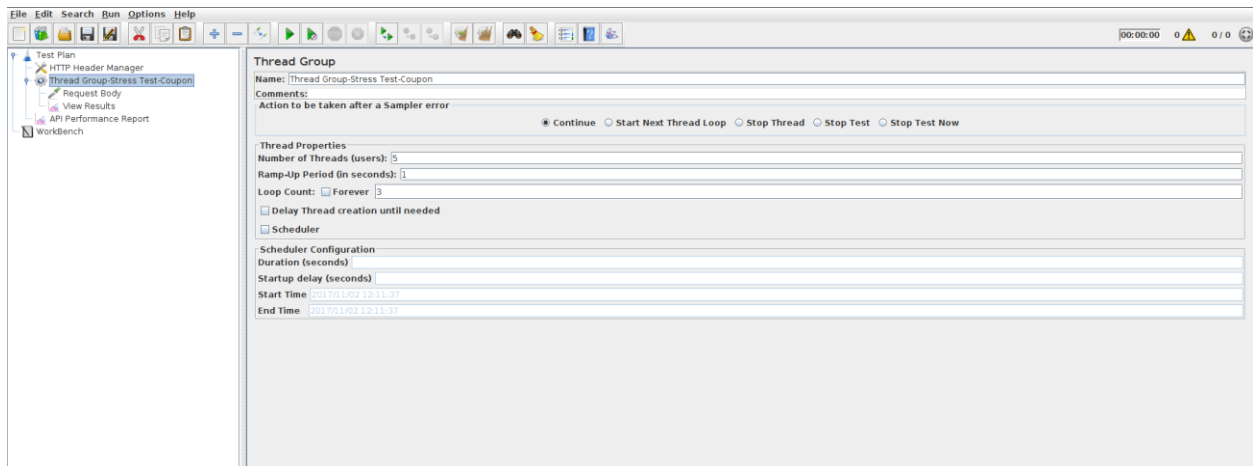 File Edit Search Run Options Help
00:00:00 0 0 / 0
Test Plan
HTTP Header Manager
Thread Group-Stress Test-Coupon
Request Body
View Results
API Performance Report
WorkBench
Thread Group
Name: Thread Group-Stress Test-Coupon
Comments:
Action to be taken after a Sampler error
Continue Start Next Thread Loop Stop Thread Stop Test Stop Test Now
Thread Properties
Number of Threads (users): 5
Ramp-Up Period (in seconds): 1
Loop Count: Forever 3
Delay Thread creation until needed
Scheduler
Scheduler Configuration
Duration (seconds)
Startup delay (seconds)
Start Time 2017/11/02 12:11:37
End Time 2017/11/02 12:11:37